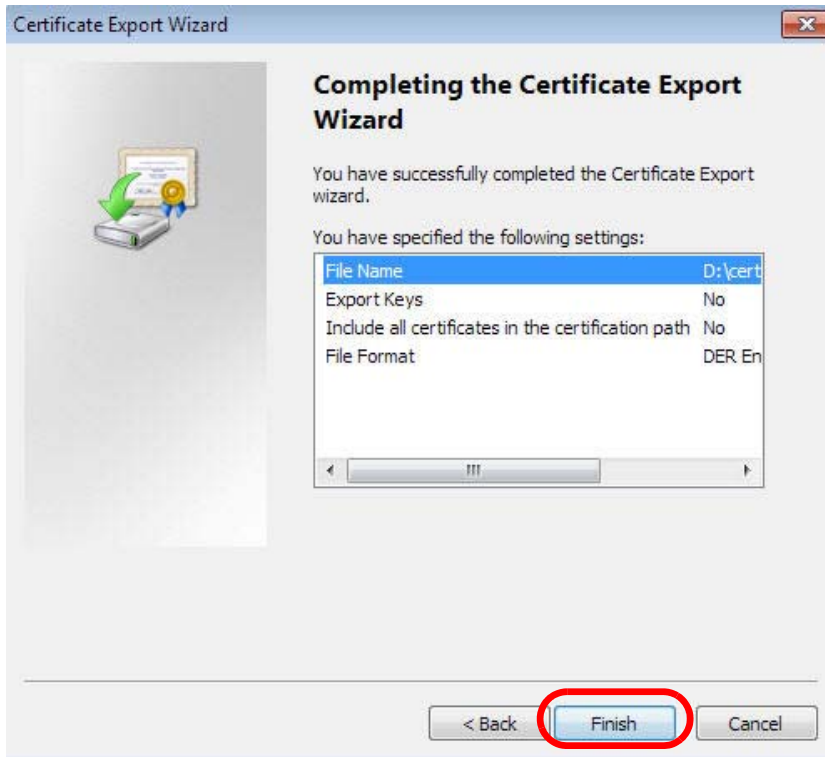 Certificate Export Wizard
Completing the Certificate Export
Wizard
You have successfully completed the Certificate Export
wizard.
You have specified the following settings:
File Name D:\cert
Export Keys No
Include all certificates in the certification path No
File Format DER En
< Back Finish Cancel